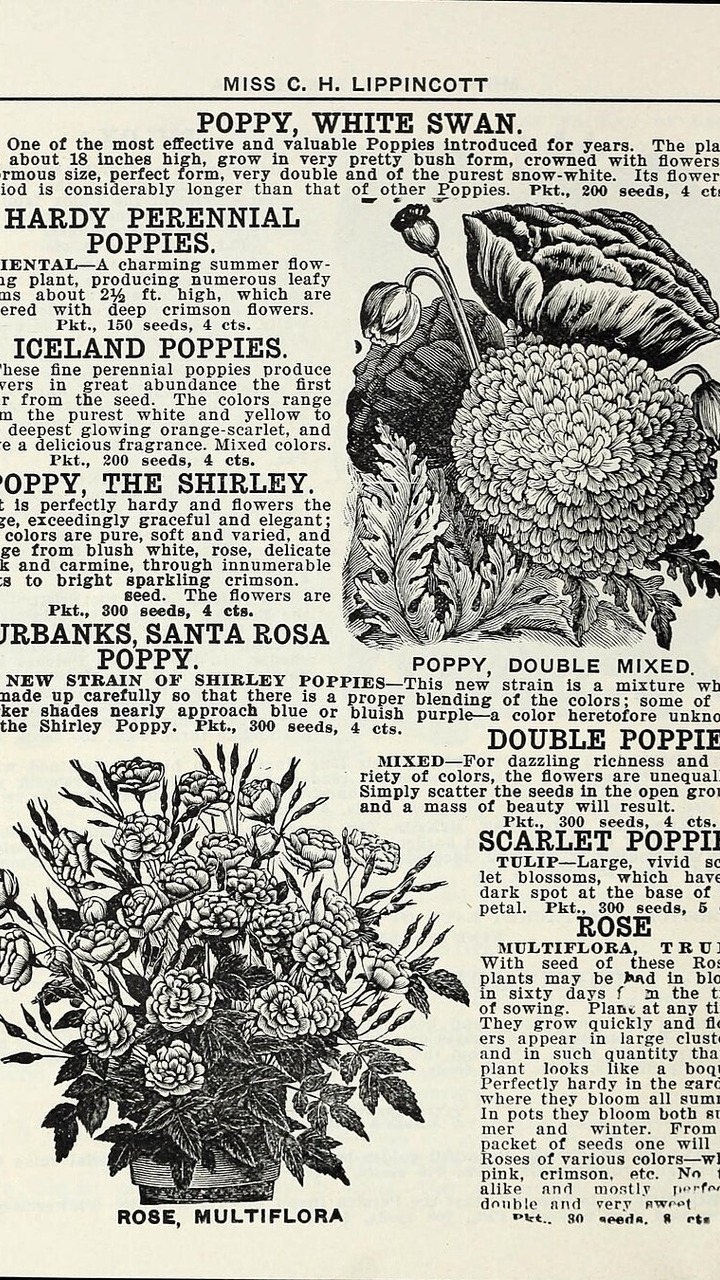 MISS C. H. LIPPINCOTT
POPPY, WHITE SWAN.
One of the most effective and valuable Poppies introduced for years. The pla
about 18 inches high, grow in very pretty bush form, crowned with flowers
ormous size, perfect form, very double and of the purest snow-white. Its flower
iod is considerably longer than that of other Poppies. Pkt., 200 seeds, 4 cts
HARDY PERENNIAL
POPPIES.
IENTAL—A charming summer flow-
ng plant, producing numerous leafy
ms about 2½ ft. high, which are
ered with deep crimson flowers.
Pkt., 150 seeds, 4 cts.
ICELAND POPPIES.
hese fine perennial poppies produce
wers in great abundance the first
r from the seed. The colors range
m the purest white and yellow to
deepest glowing orange-scarlet, and
e a delicious fragrance. Mixed colors.
Pkt., 200 seeds, 4 cts.
POPPY, THE SHIRLEY.
t is perfectly hardy and flowers the
ge, exceedingly graceful and elegant;
colors are pure, soft and varied, and
ge from blush white, rose, delicate
k and carmine, through innumerable
ts to bright sparkling crimson.
seed. The flowers are
Pkt., 300 seeds, 4 cts.
URBANKS, SANTA ROSA
POPPY.
POPPY, DOUBLE MIXED.
NEW STRAIN OF SHIRLEY POPPIES—This new strain is a mixture wh
made up carefully so that there is a proper blending of the colors; some of
ker shades nearly approach blue or bluish purple—a color heretofore unkno
the Shirley Poppy. Pkt., 300 seeds, 4 cts.
DOUBLE POPPIE
MIXED—For dazzling richness and
riety of colors, the flowers are unequal
Simply scatter the seeds in the open grou
and a mass of beauty will result.
Pkt., 300 seeds, 4 cts.
SCARLET POPPIE
TULIP—Large, vivid sc
let blossoms, which have
dark spot at the base of
petal. Pkt., 300 seeds, 5
ROSE
MULTIFLORA, TRU
With seed of these Ros
plants may be had in blo
in sixty days f m the t
of sowing. Plant at any ti
They grow quickly and flo
ers appear in large cluste
and in such quantity tha
plant looks like a boqu
Perfectly hardy in the gard
where they bloom all sum
In pots they bloom both su
mer and winter. From
packet of seeds one will
Roses of various colors—wh
pink, crimson, etc. No t
alike and mostly perfe
double and very sweet
Pkt., 30 seeds, 8 cts
ROSE, MULTIFLORA